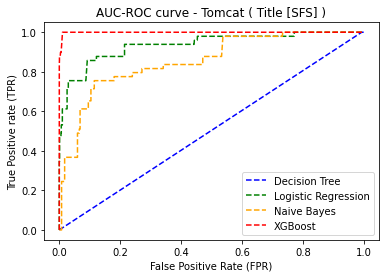 AUC-ROC curve - Tomcat ( Title [SFS] )
True Positive rate (TPR)
1.0
0.8
0.6
0.4
0.2
0.0
Decision Tree
Logistic Regression
Naive Bayes
XGBoost
0.0 0.2 0.4 0.6 0.8 1.0
False Positive Rate (FPR)